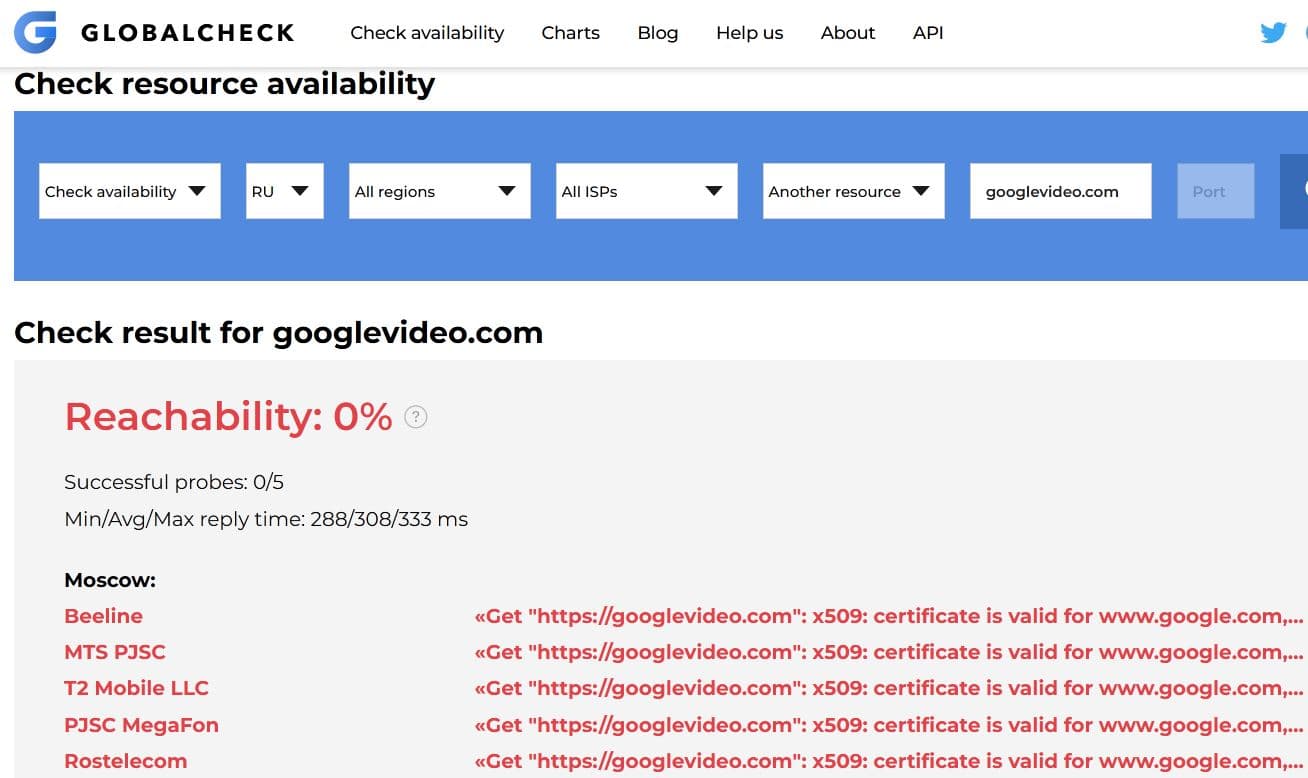 GLOBALCHECK Check availability Charts Blog Help us About API
Check resource availability
Check availability RU All regions All ISPs Another resource googlevideo.com Port
Check result for googlevideo.com
Reachability: 0% ?
Successful probes: 0/5
Min/Avg/Max reply time: 288/308/333 ms
Moscow:
Beeline «Get "https://googlevideo.com": x509: certificate is valid for www.google.com,...
MTS PJSC «Get "https://googlevideo.com": x509: certificate is valid for www.google.com,...
T2 Mobile LLC «Get "https://googlevideo.com": x509: certificate is valid for www.google.com,...
PJSC MegaFon «Get "https://googlevideo.com": x509: certificate is valid for www.google.com,...
Rostelecom «Get "https://googlevideo.com": x509: certificate is valid for www.google.com,...